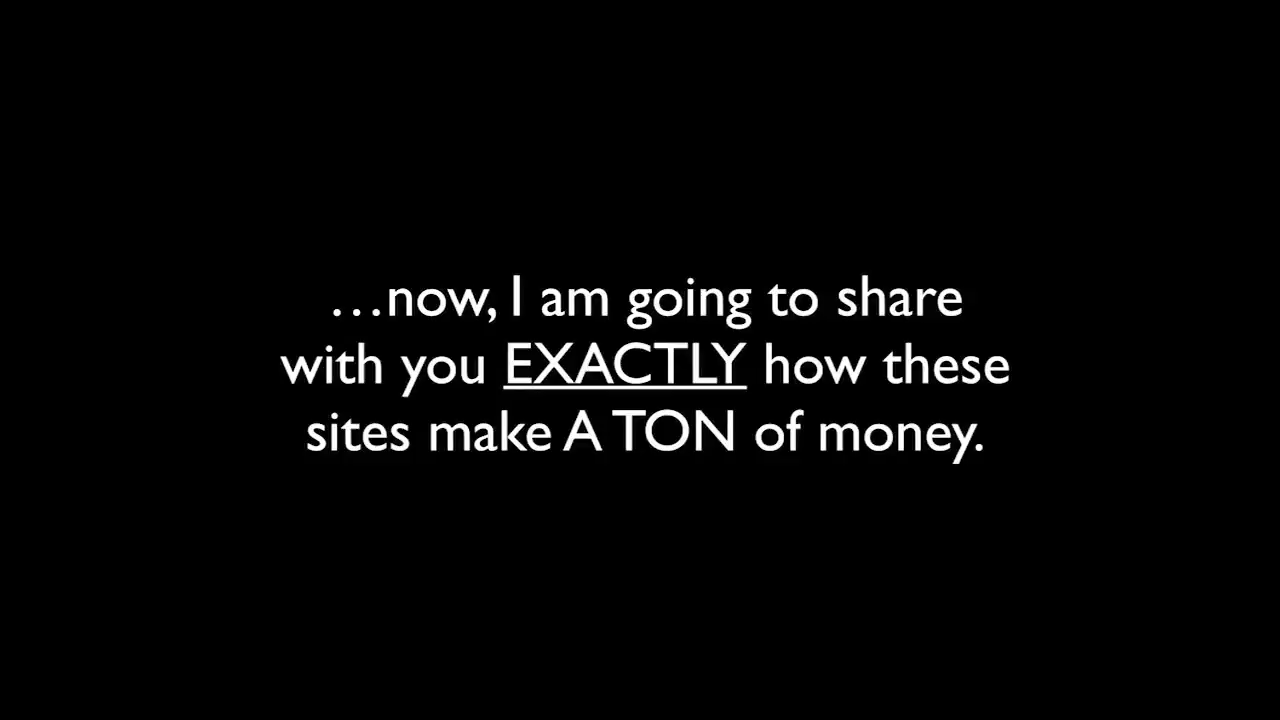 …now, I am going to share
with you EXACTLY how these
sites make A TON of money.